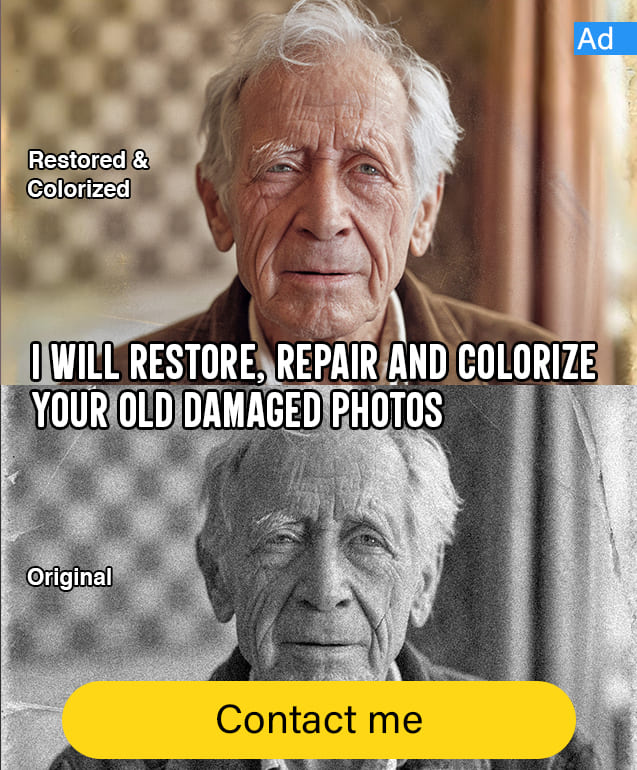 Ad
Restored &
Colorized
I WILL RESTORE, REPAIR AND COLORIZE
YOUR OLD DAMAGED PHOTOS
Original
Contact me